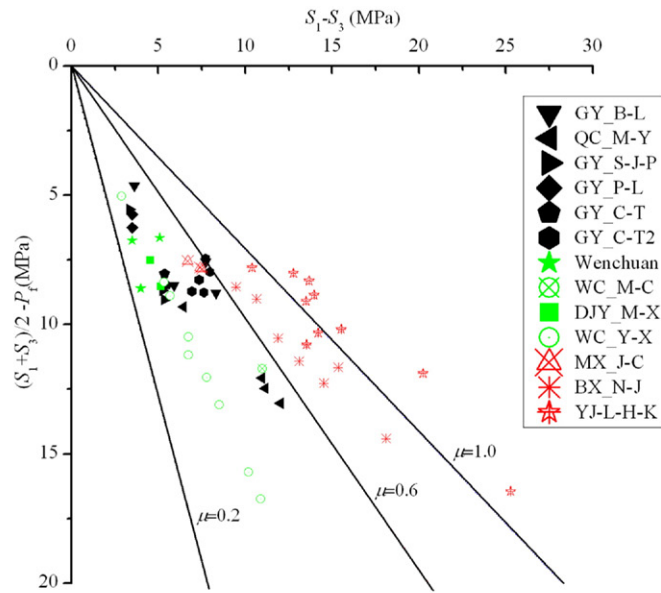 S₁-S₃ (MPa)
0 5 10 15 20 25 30
0
5
10
15
20
(S₁+S₃)/2 -Pf(MPa)
GY_B-L
QC_M-Y
GY_S-J-P
GY_P-L
GY_C-T
GY_C-T2
Wenchuan
WC_M-C
DJY_M-X
WC_Y-X
MX_J-C
BX_N-J
YJ-L-H-K
μ=1.0
μ=0.6
μ=0.2